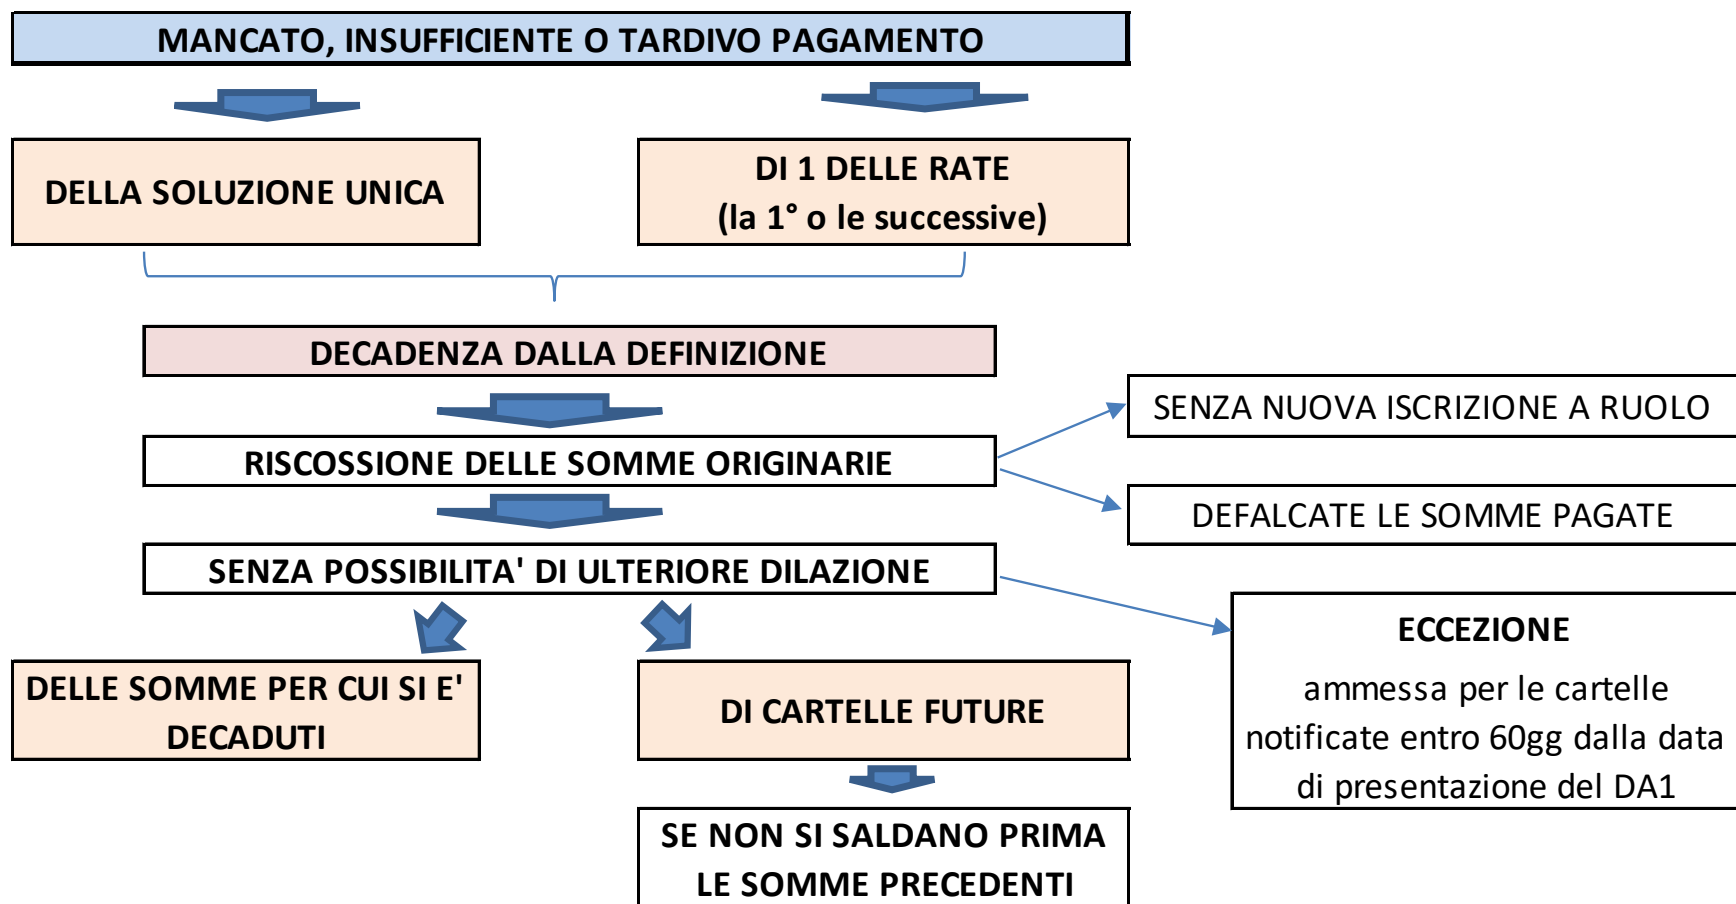 MANCATO, INSUFFICIENTE O TARDIVO PAGAMENTO
DELLA SOLUZIONE UNICA
DI 1 DELLE RATE
(la 1° o le successive)
DECADENZA DALLA DEFINIZIONE
RISCOSSIONE DELLE SOMME ORIGINARIE
SENZA NUOVA ISCRIZIONE A RUOLO
DEFALCATE LE SOMME PAGATE
SENZA POSSIBILITA' DI ULTERIORE DILAZIONE
ECCEZIONE
ammessa per le cartelle
notificate entro 60gg dalla data
di presentazione del DA1
DELLE SOMME PER CUI SI E'
DECADUTI
DI CARTELLE FUTURE
SE NON SI SALDANO PRIMA
LE SOMME PRECEDENTI